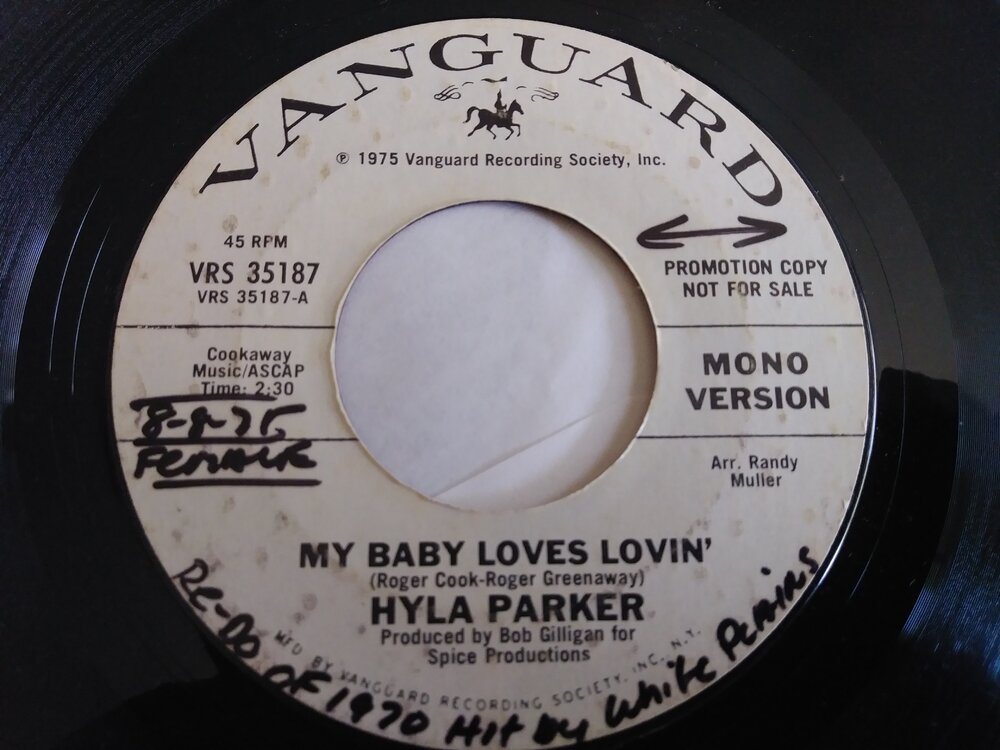 VANGUARD
℗ 1975 Vanguard Recording Society, Inc.
45 RPM
VRS 35187
VRS 35187-A
PROMOTION COPY
NOT FOR SALE
Cookaway
Music/ASCAP
Time: 2:30
MONO
VERSION
8-8-75
FEMALE
Arr. Randy
Muller
MY BABY LOVES LOVIN'
(Roger Cook-Roger Greenaway)
HYLA PARKER
Produced by Bob Gilligan for
Spice Productions
MFD BY VANGUARD RECORDING SOCIETY, INC., N.Y.
Re-Do OF 1970 Hit by White Plains